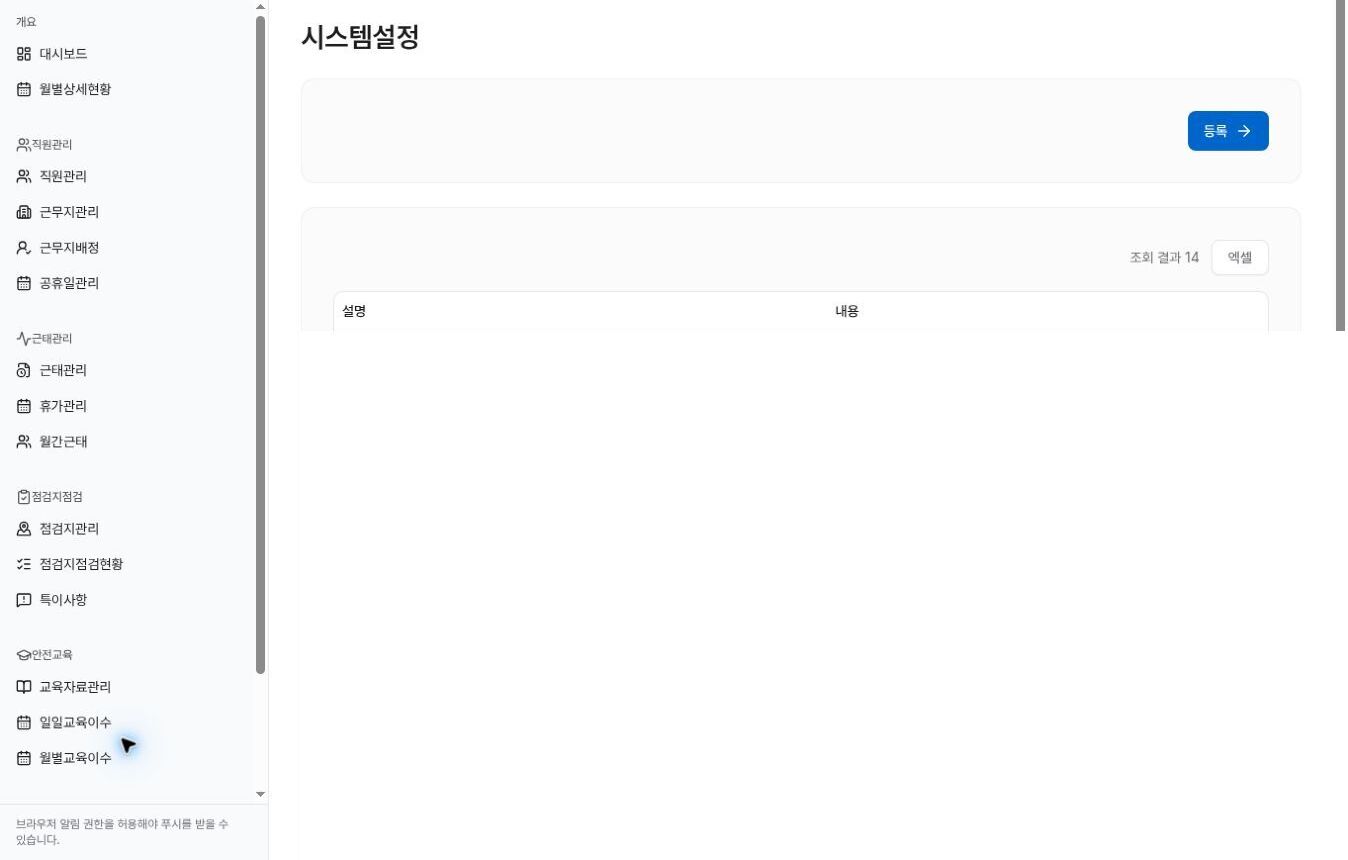 개요
대시보드
월별상세현황
직원관리
직원관리
근무지관리
근무지배정
공휴일관리
근태관리
근태관리
휴가관리
월간근태
점검지점검
점검지관리
점검지점검현황
특이사항
안전교육
교육자료관리
일일교육이수
월별교육이수
브라우저 알림 권한을 허용해야 푸시를 받을 수
있습니다.
시스템설정
등록
조회 결과 14
엑셀
설명
내용